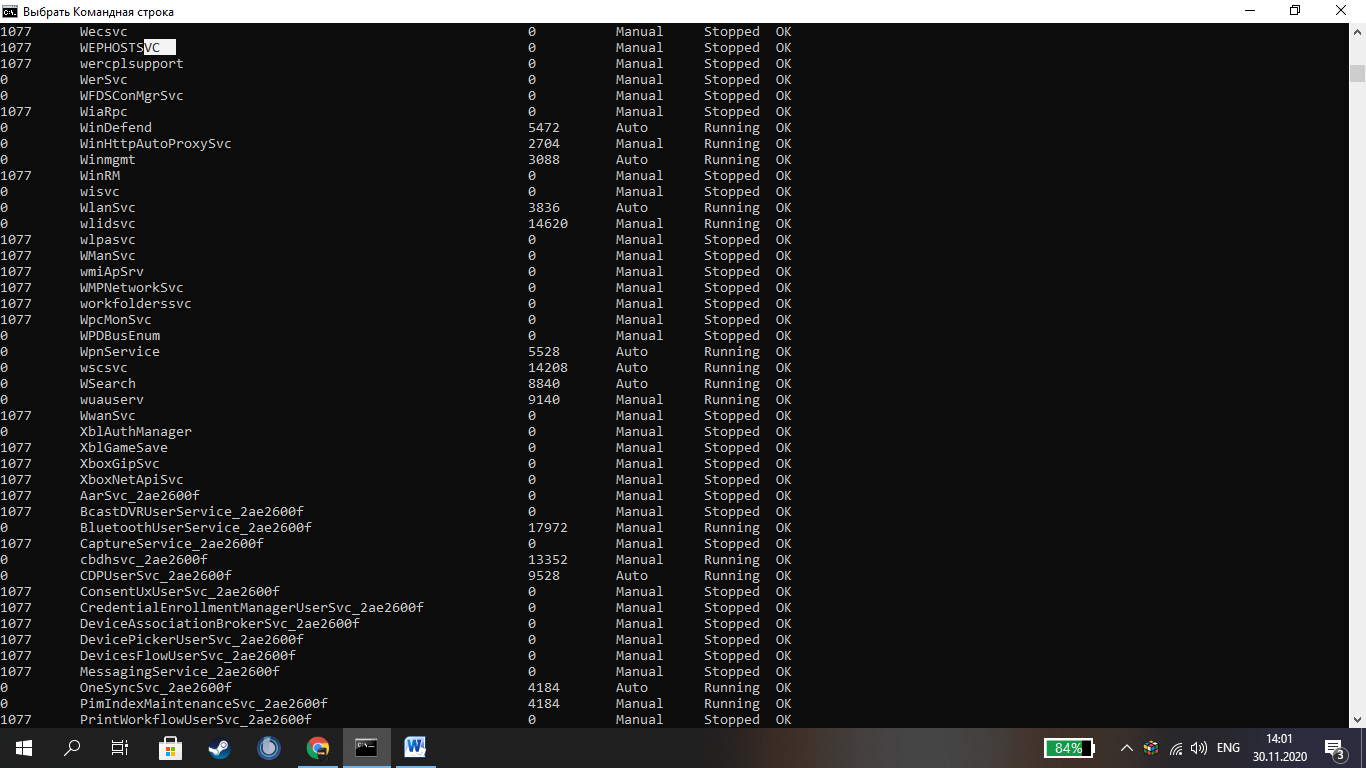 Выбрать Командная строка
1077 Wecsvc 0 Manual Stopped OK
1077 WEPHOSTSVC 0 Manual Stopped OK
1077 wercplsupport 0 Manual Stopped OK
0 WerSvc 0 Manual Stopped OK
0 WFDSConMgrSvc 0 Manual Stopped OK
1077 WiaRpc 0 Manual Stopped OK
0 WinDefend 5472 Auto Running OK
0 WinHttpAutoProxySvc 2704 Manual Running OK
0 Winmgmt 3088 Auto Running OK
1077 WinRM 0 Manual Stopped OK
0 wisvc 0 Manual Stopped OK
0 WlanSvc 3836 Auto Running OK
0 wlidsvc 14620 Manual Running OK
1077 wlpasvc 0 Manual Stopped OK
1077 WManSvc 0 Manual Stopped OK
1077 wmiApSrv 0 Manual Stopped OK
1077 WMPNetworkSvc 0 Manual Stopped OK
1077 workfolderssvc 0 Manual Stopped OK
1077 WpcMonSvc 0 Manual Stopped OK
0 WPDBusEnum 0 Manual Stopped OK
0 WpnService 5528 Auto Running OK
0 wscsvc 14208 Auto Running OK
0 WSearch 8840 Auto Running OK
0 wuauserv 9140 Manual Running OK
1077 WwanSvc 0 Manual Stopped OK
0 XblAuthManager 0 Manual Stopped OK
1077 XblGameSave 0 Manual Stopped OK
1077 XboxGipSvc 0 Manual Stopped OK
1077 XboxNetApiSvc 0 Manual Stopped OK
1077 AarSvc_2ae2600f 0 Manual Stopped OK
1077 BcastDVRUserService_2ae2600f 0 Manual Stopped OK
0 BluetoothUserService_2ae2600f 17972 Manual Running OK
1077 CaptureService_2ae2600f 0 Manual Stopped OK
0 cbdhsvc_2ae2600f 13352 Manual Running OK
0 CDPUserSvc_2ae2600f 9528 Auto Running OK
1077 ConsentUxUserSvc_2ae2600f 0 Manual Stopped OK
1077 CredentialEnrollmentManagerUserSvc_2ae2600f 0 Manual Stopped OK
1077 DeviceAssociationBrokerSvc_2ae2600f 0 Manual Stopped OK
1077 DevicePickerUserSvc_2ae2600f 0 Manual Stopped OK
1077 DevicesFlowUserSvc_2ae2600f 0 Manual Stopped OK
1077 MessagingService_2ae2600f 0 Manual Stopped OK
0 OneSyncSvc_2ae2600f 4184 Auto Running OK
0 PimIndexMaintenanceSvc_2ae2600f 4184 Manual Running OK
1077 PrintWorkflowUserSvc_2ae2600f 0 Manual Stopped OK
84% ENG 14:01
30.11.2020 3